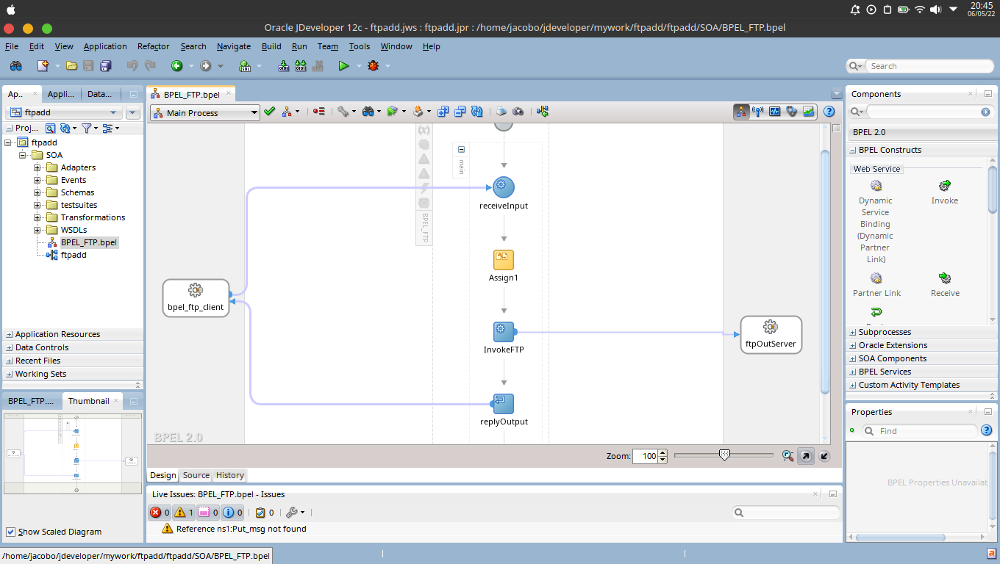 20:45
06/05/22
Oracle JDeveloper 12c - ftpadd.jws : ftpadd.jpr : /home/jacobo/jdeveloper/mywork/ftpadd/ftpadd/SOA/BPEL_FTP.bpel
File Edit View Application Refactor Search Navigate Build Run Team Tools Window Help
Search
Ap..
Appli...
Data...
ftpadd
Proj...
ftpadd
SOA
Adapters
Events
Schemas
testsuites
Transformations
WSDLs
BPEL_FTP.bpel
ftpadd
Application Resources
Data Controls
Recent Files
Working Sets
BPEL_FTP....
Thumbnail
Show Scaled Diagram
BPEL_FTP.bpel
Main Process
(x)
BPEL_FTP
main
receiveInput
Assign1
bpel_ftp_client
InvokeFTP
ftpOutServer
replyOutput
BPEL 2.0
Zoom: 100
Design Source History
Live Issues: BPEL_FTP.bpel - Issues
0 1 0 0 0
Reference ns1:Put_msg not found
Components
BPEL 2.0
BPEL Constructs
Web Service
Dynamic
Service
Binding
(Dynamic
Partner
Link)
Invoke
Partner Link
Receive
Subprocesses
Oracle Extensions
SOA Components
BPEL Services
Custom Activity Templates
Properties
Find
BPEL Properties Unavailab
/home/jacobo/jdeveloper/mywork/ftpadd/ftpadd/SOA/BPEL_FTP.bpel